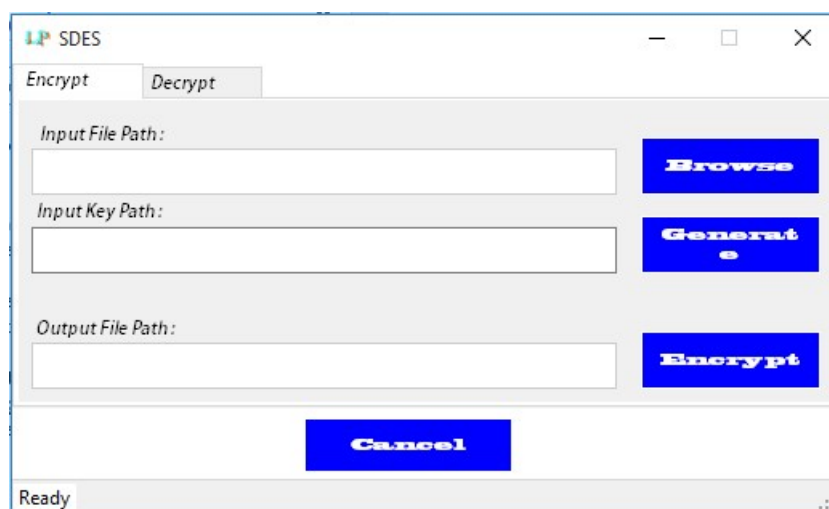 SDES
Encrypt
Decrypt
Input File Path :
Browse
Input Key Path :
Generat
e
Output File Path :
Encrypt
Cancel
Ready